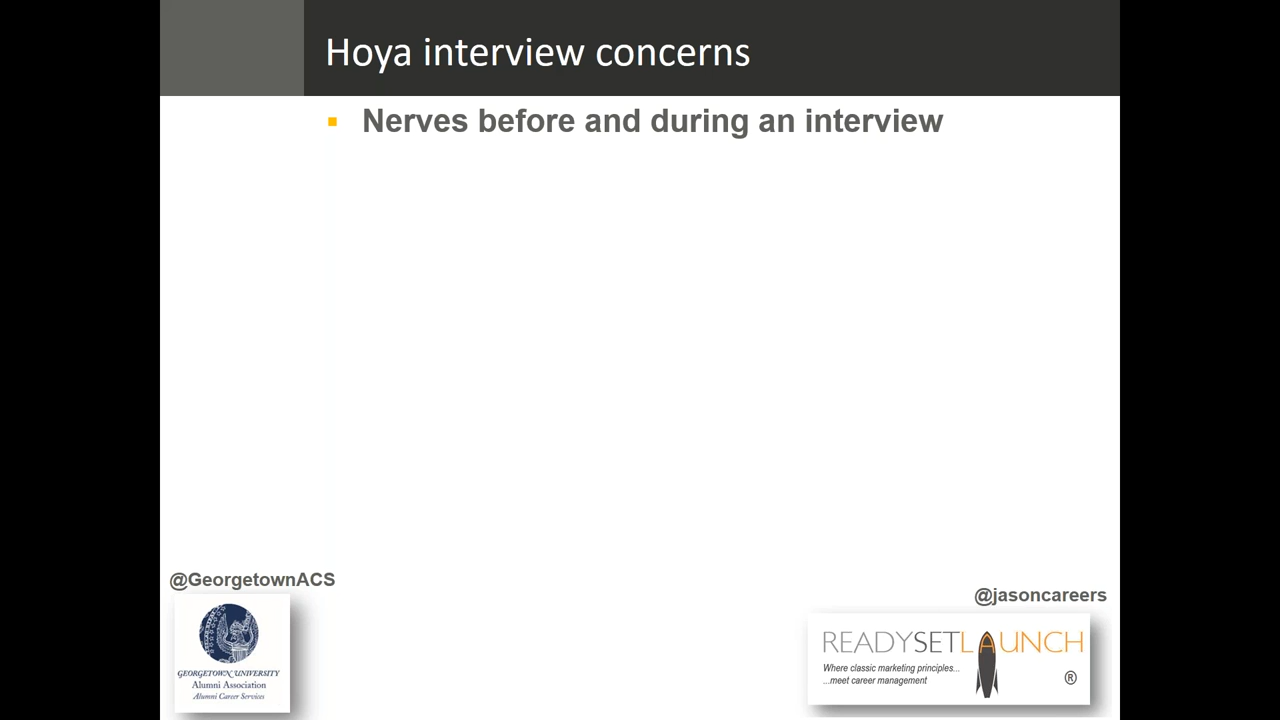 Hoya interview concerns
Nerves before and during an interview
@GeorgetownACS
GEORGETOWN UNIVERSITY
Alumni Association
Alumni Career Services
@jasoncareers
READYSETLAUNCH
Where classic marketing principles...
...meet career management
®